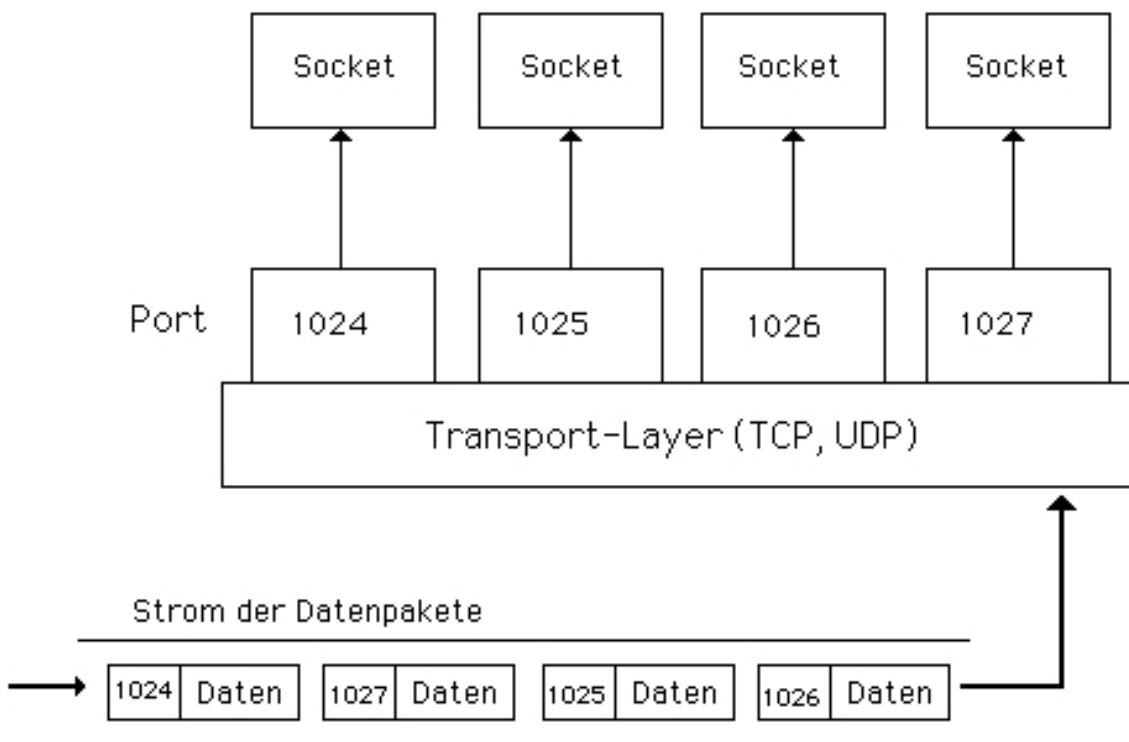 Socket Socket Socket Socket
Port 1024 1025 1026 1027
Transport-Layer (TCP, UDP)
Strom der Datenpakete
1024 Daten 1027 Daten 1025 Daten 1026 Daten